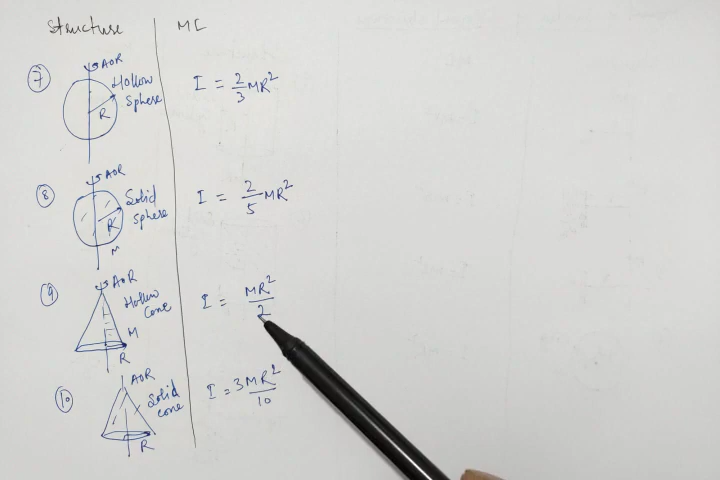 Structure MI
7 AOR Hollow Sphere R I = 2/3 MR²
8 AOR Solid sphere R M I = 2/5 MR²
9 AOR Hollow Cone M R I = MR²/2
10 AOR Solid cone R I = 3MR²/10